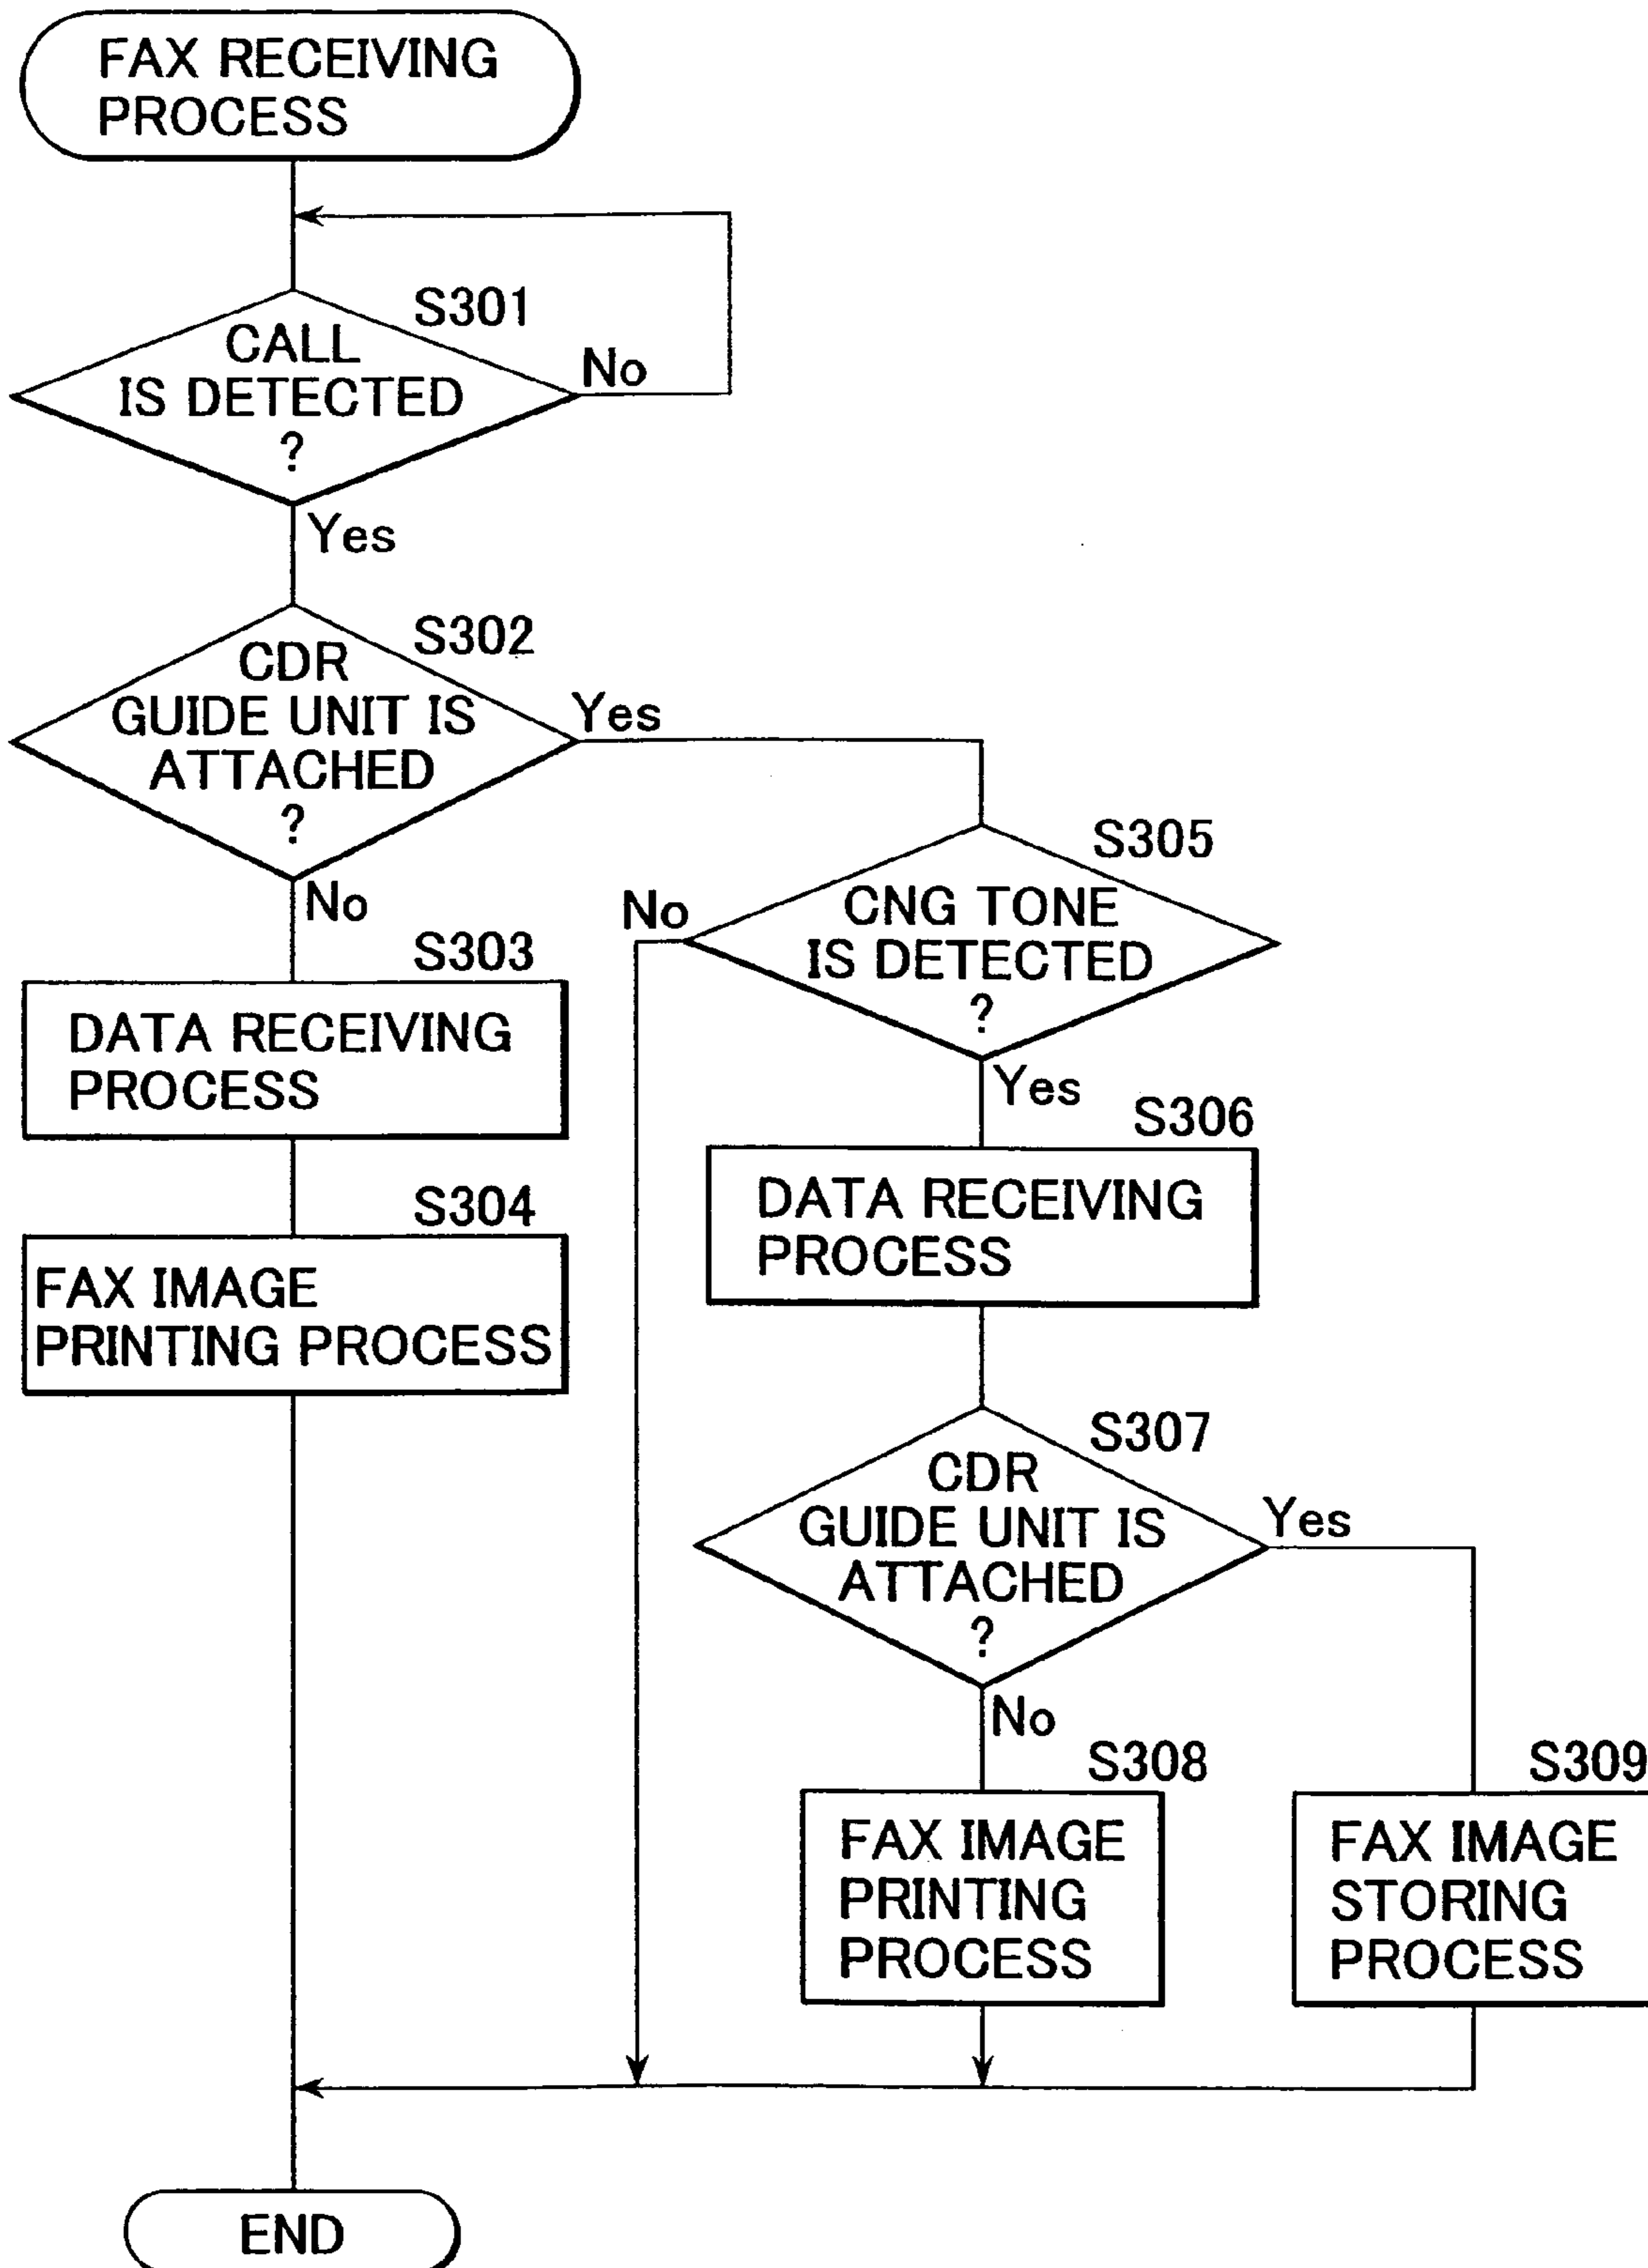 FAX RECEIVING
PROCESS
S301
CALL
IS DETECTED
?
No
Yes
S302
CDR
GUIDE UNIT IS
ATTACHED
?
Yes
No
S303
DATA RECEIVING
PROCESS
S304
FAX IMAGE
PRINTING PROCESS
S305
CNG TONE
IS DETECTED
?
No
Yes
S306
DATA RECEIVING
PROCESS
S307
CDR
GUIDE UNIT IS
ATTACHED
?
Yes
No
S308
FAX IMAGE
PRINTING
PROCESS
S309
FAX IMAGE
STORING
PROCESS
END